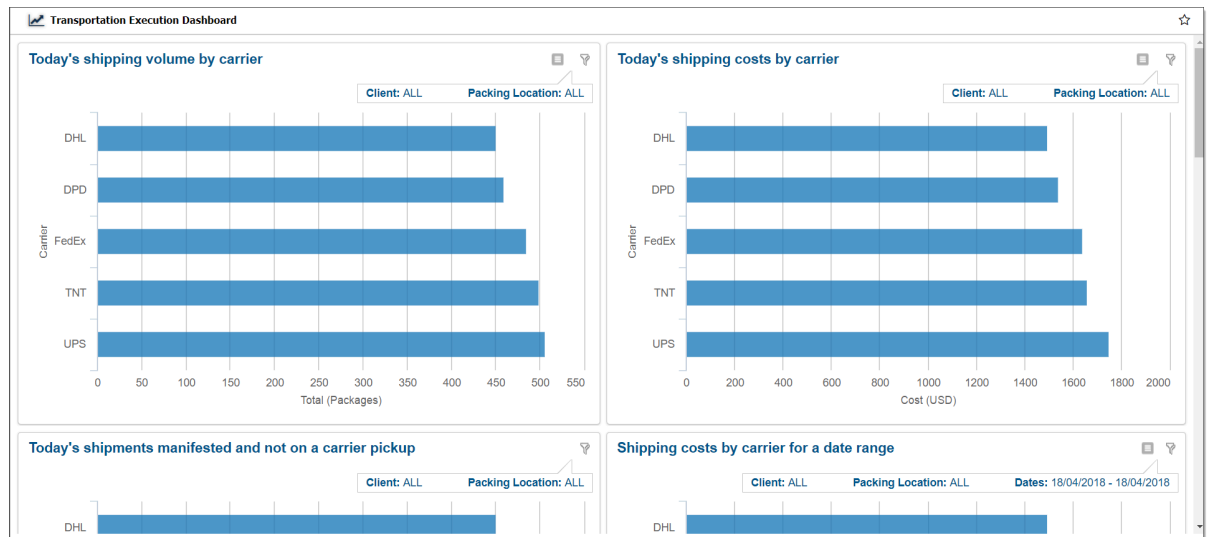 Transportation Execution Dashboard
Today's shipping volume by carrier
Client: ALL Packing Location: ALL
DHL
DPD
FedEx
TNT
UPS
Carrier
0 50 100 150 200 250 300 350 400 450 500 550
Total (Packages)
Today's shipping costs by carrier
Client: ALL Packing Location: ALL
DHL
DPD
FedEx
TNT
UPS
Carrier
0 200 400 600 800 1000 1200 1400 1600 1800 2000
Cost (USD)
Today's shipments manifested and not on a carrier pickup
Client: ALL Packing Location: ALL
DHL
Shipping costs by carrier for a date range
Client: ALL Packing Location: ALL Dates: 18/04/2018 - 18/04/2018
DHL